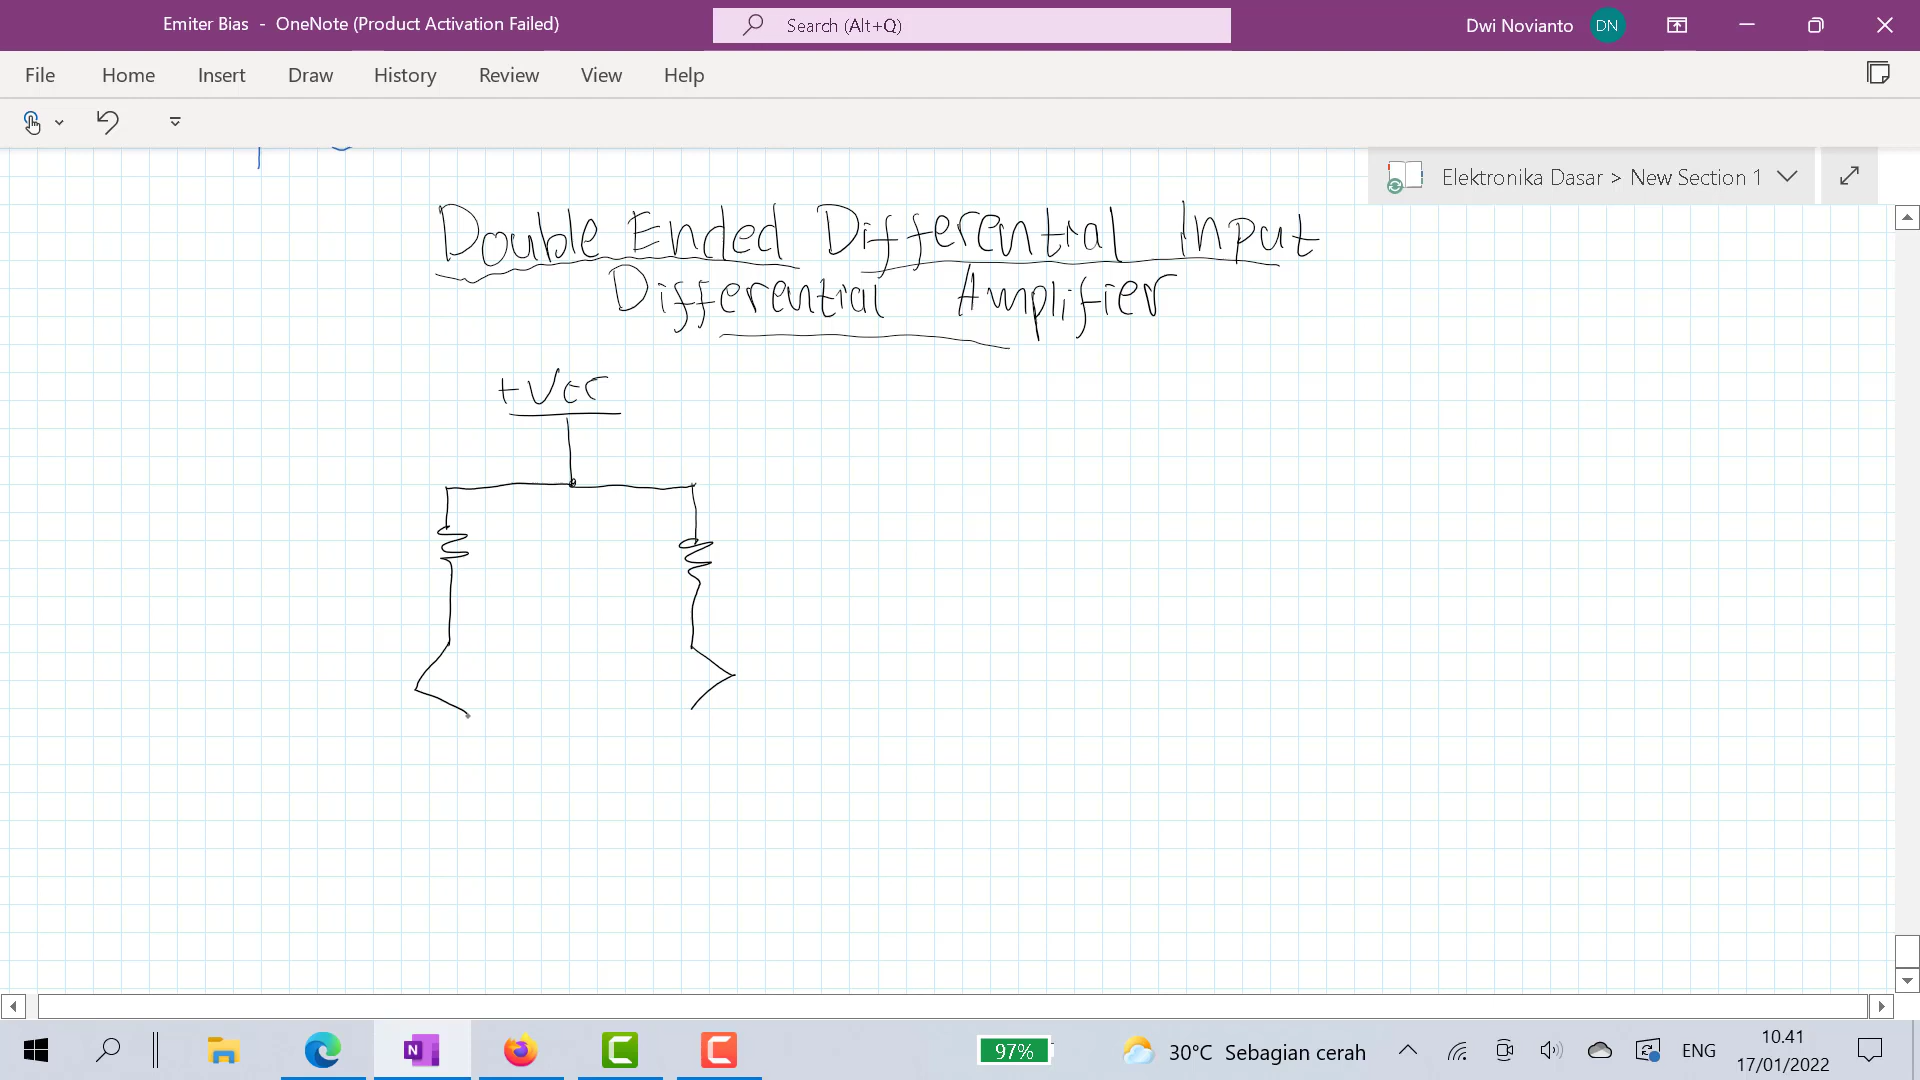 Emiter Bias - OneNote (Product Activation Failed)
Search (Alt+Q)
Dwi Novianto
DN
File
Home
Insert
Draw
History
Review
View
Help
Elektronika Dasar > New Section 1
Double Ended Differential Input
Differential Amplifier
+Vcc
97%
30°C Sebagian cerah
ENG
10.41
17/01/2022